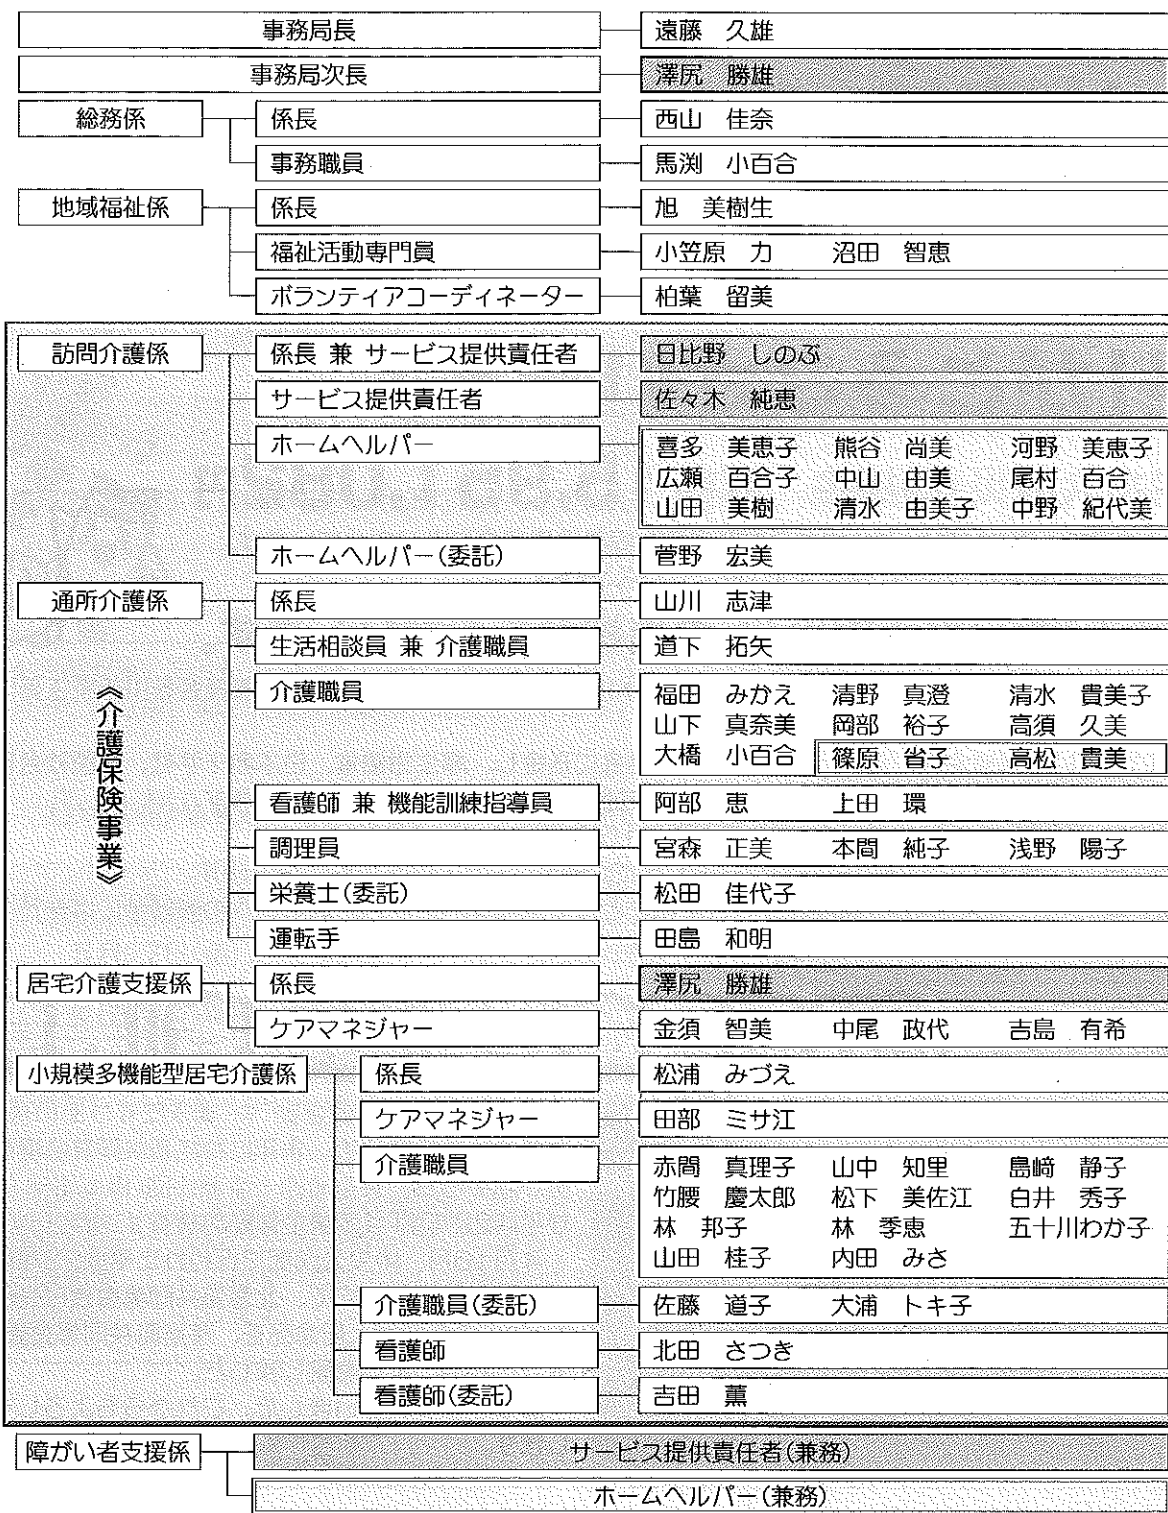 事務局長 遠藤 久雄
事務局次長 澤尻 勝雄
総務係 係長 西山 佳奈
事務職員 馬渕 小百合
地域福祉係 係長 旭 美樹生
福祉活動専門員 小笠原 力 沼田 智恵
ボランティアコーディネーター 柏葉 留美
訪問介護係 係長 兼 サービス提供責任者 日比野 しのぶ
サービス提供責任者 佐々木 純恵
ホームヘルパー 喜多 美恵子 熊谷 尚美 河野 美恵子
広瀬 百合子 中山 由美 尾村 百合
山田 美樹 清水 由美子 中野 紀代美
ホームヘルパー(委託) 菅野 宏美
通所介護係 係長 山川 志津
生活相談員 兼 介護職員 道下 拓矢
《介護保険事業》
介護職員 福田 みかえ 清野 真澄 清水 貴美子
山下 真奈美 岡部 裕子 高須 久美
大橋 小百合 篠原 省子 高松 貴美
看護師 兼 機能訓練指導員 阿部 恵 上田 環
調理員 宮森 正美 本間 純子 浅野 陽子
栄養士(委託) 松田 佳代子
運転手 田島 和明
居宅介護支援係 係長 澤尻 勝雄
ケアマネジャー 金須 智美 中尾 政代 吉島 有希
小規模多機能型居宅介護係 係長 松浦 みづえ
ケアマネジャー 田部 ミサ江
介護職員 赤間 真理子 山中 知里 島崎 静子
竹腰 慶太郎 松下 美佐江 白井 秀子
林 邦子 林 季恵 五十川わか子
山田 桂子 内田 みさ
介護職員(委託) 佐藤 道子 大浦 トキ子
看護師 北田 さつき
看護師(委託) 吉田 薫
障がい者支援係 サービス提供責任者(兼務)
ホームヘルパー(兼務)